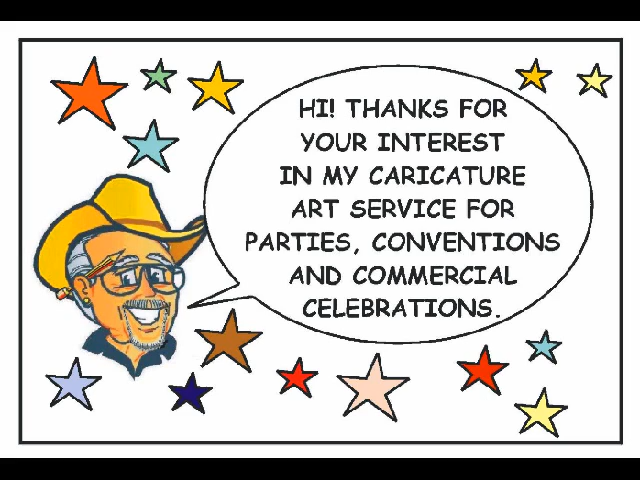 HI! THANKS FOR
YOUR INTEREST
IN MY CARICATURE
ART SERVICE FOR
PARTIES, CONVENTIONS
AND COMMERCIAL
CELEBRATIONS.